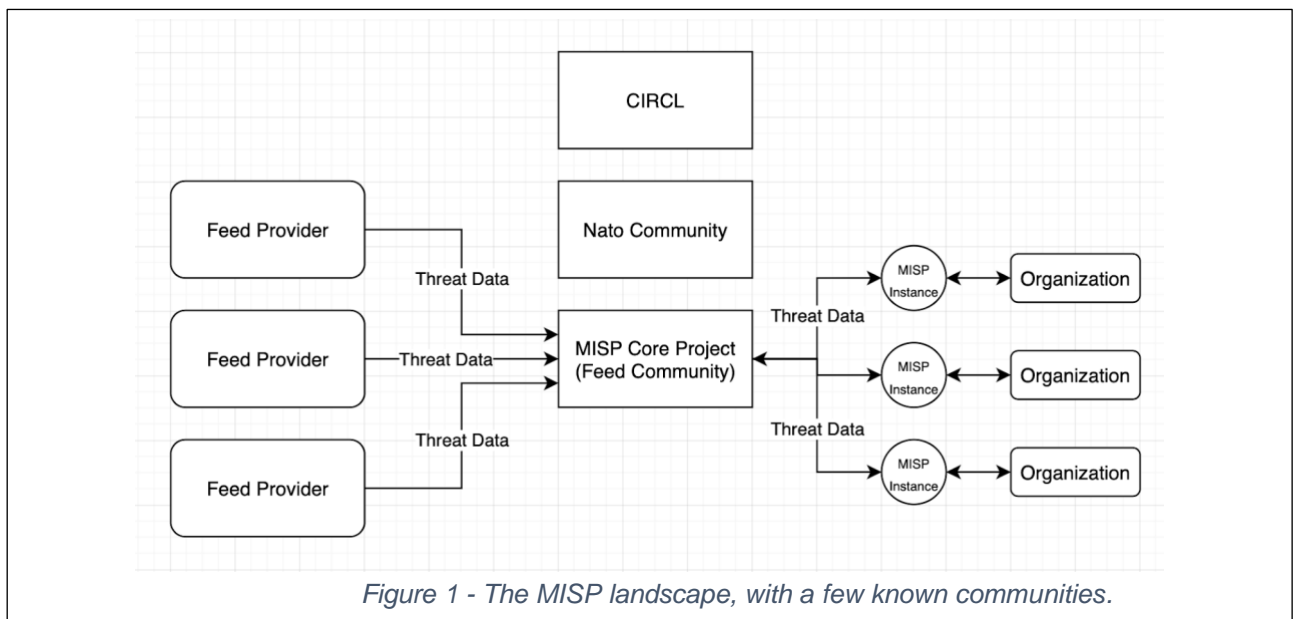 CIRCL
Feed Provider
Nato Community
Threat Data
MISP
Instance
Organization
Threat Data
Feed Provider
Threat Data
MISP Core Project
(Feed Community)
MISP
Instance
Organization
Threat Data
Threat Data
Feed Provider
MISP
Instance
Organization
Figure 1 - The MISP landscape, with a few known communities.